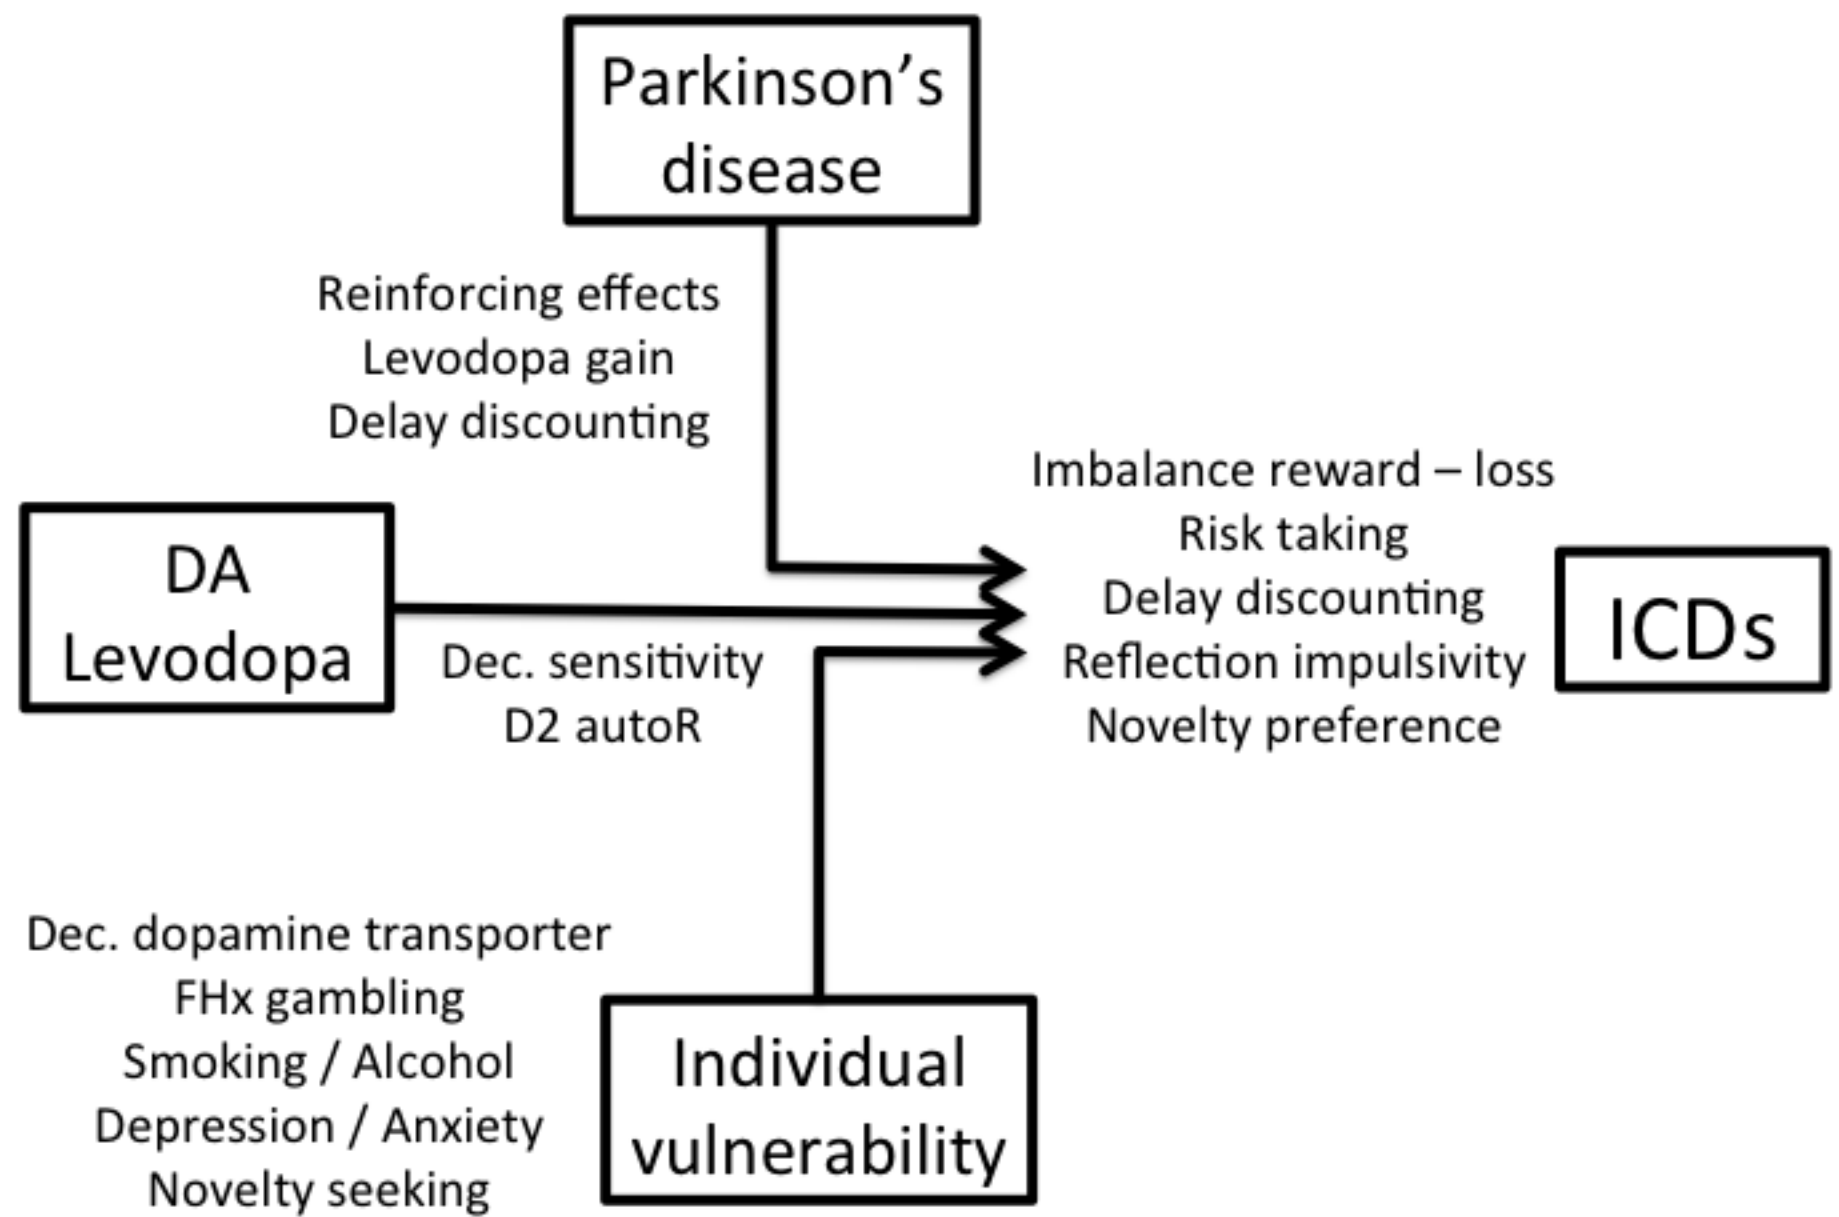 Parkinson’s
disease
Reinforcing effects
Levodopa gain
Delay discounting
DA
Levodopa
Dec. sensitivity
D2 autoR
Imbalance reward – loss
Risk taking
Delay discounting
Reflection impulsivity
Novelty preference
ICDs
Dec. dopamine transporter
FHx gambling
Smoking / Alcohol
Depression / Anxiety
Novelty seeking
Individual
vulnerability